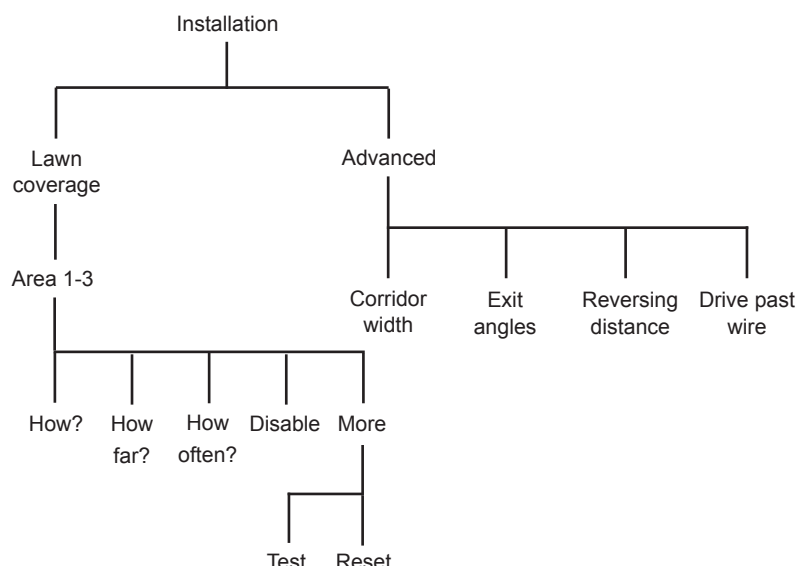 Installation
Lawn
coverage
Advanced
Area 1-3
Corridor
width
Exit
angles
Reversing
distance
Drive past
wire
How?
How
far?
How
often?
Disable
More
Test
Reset